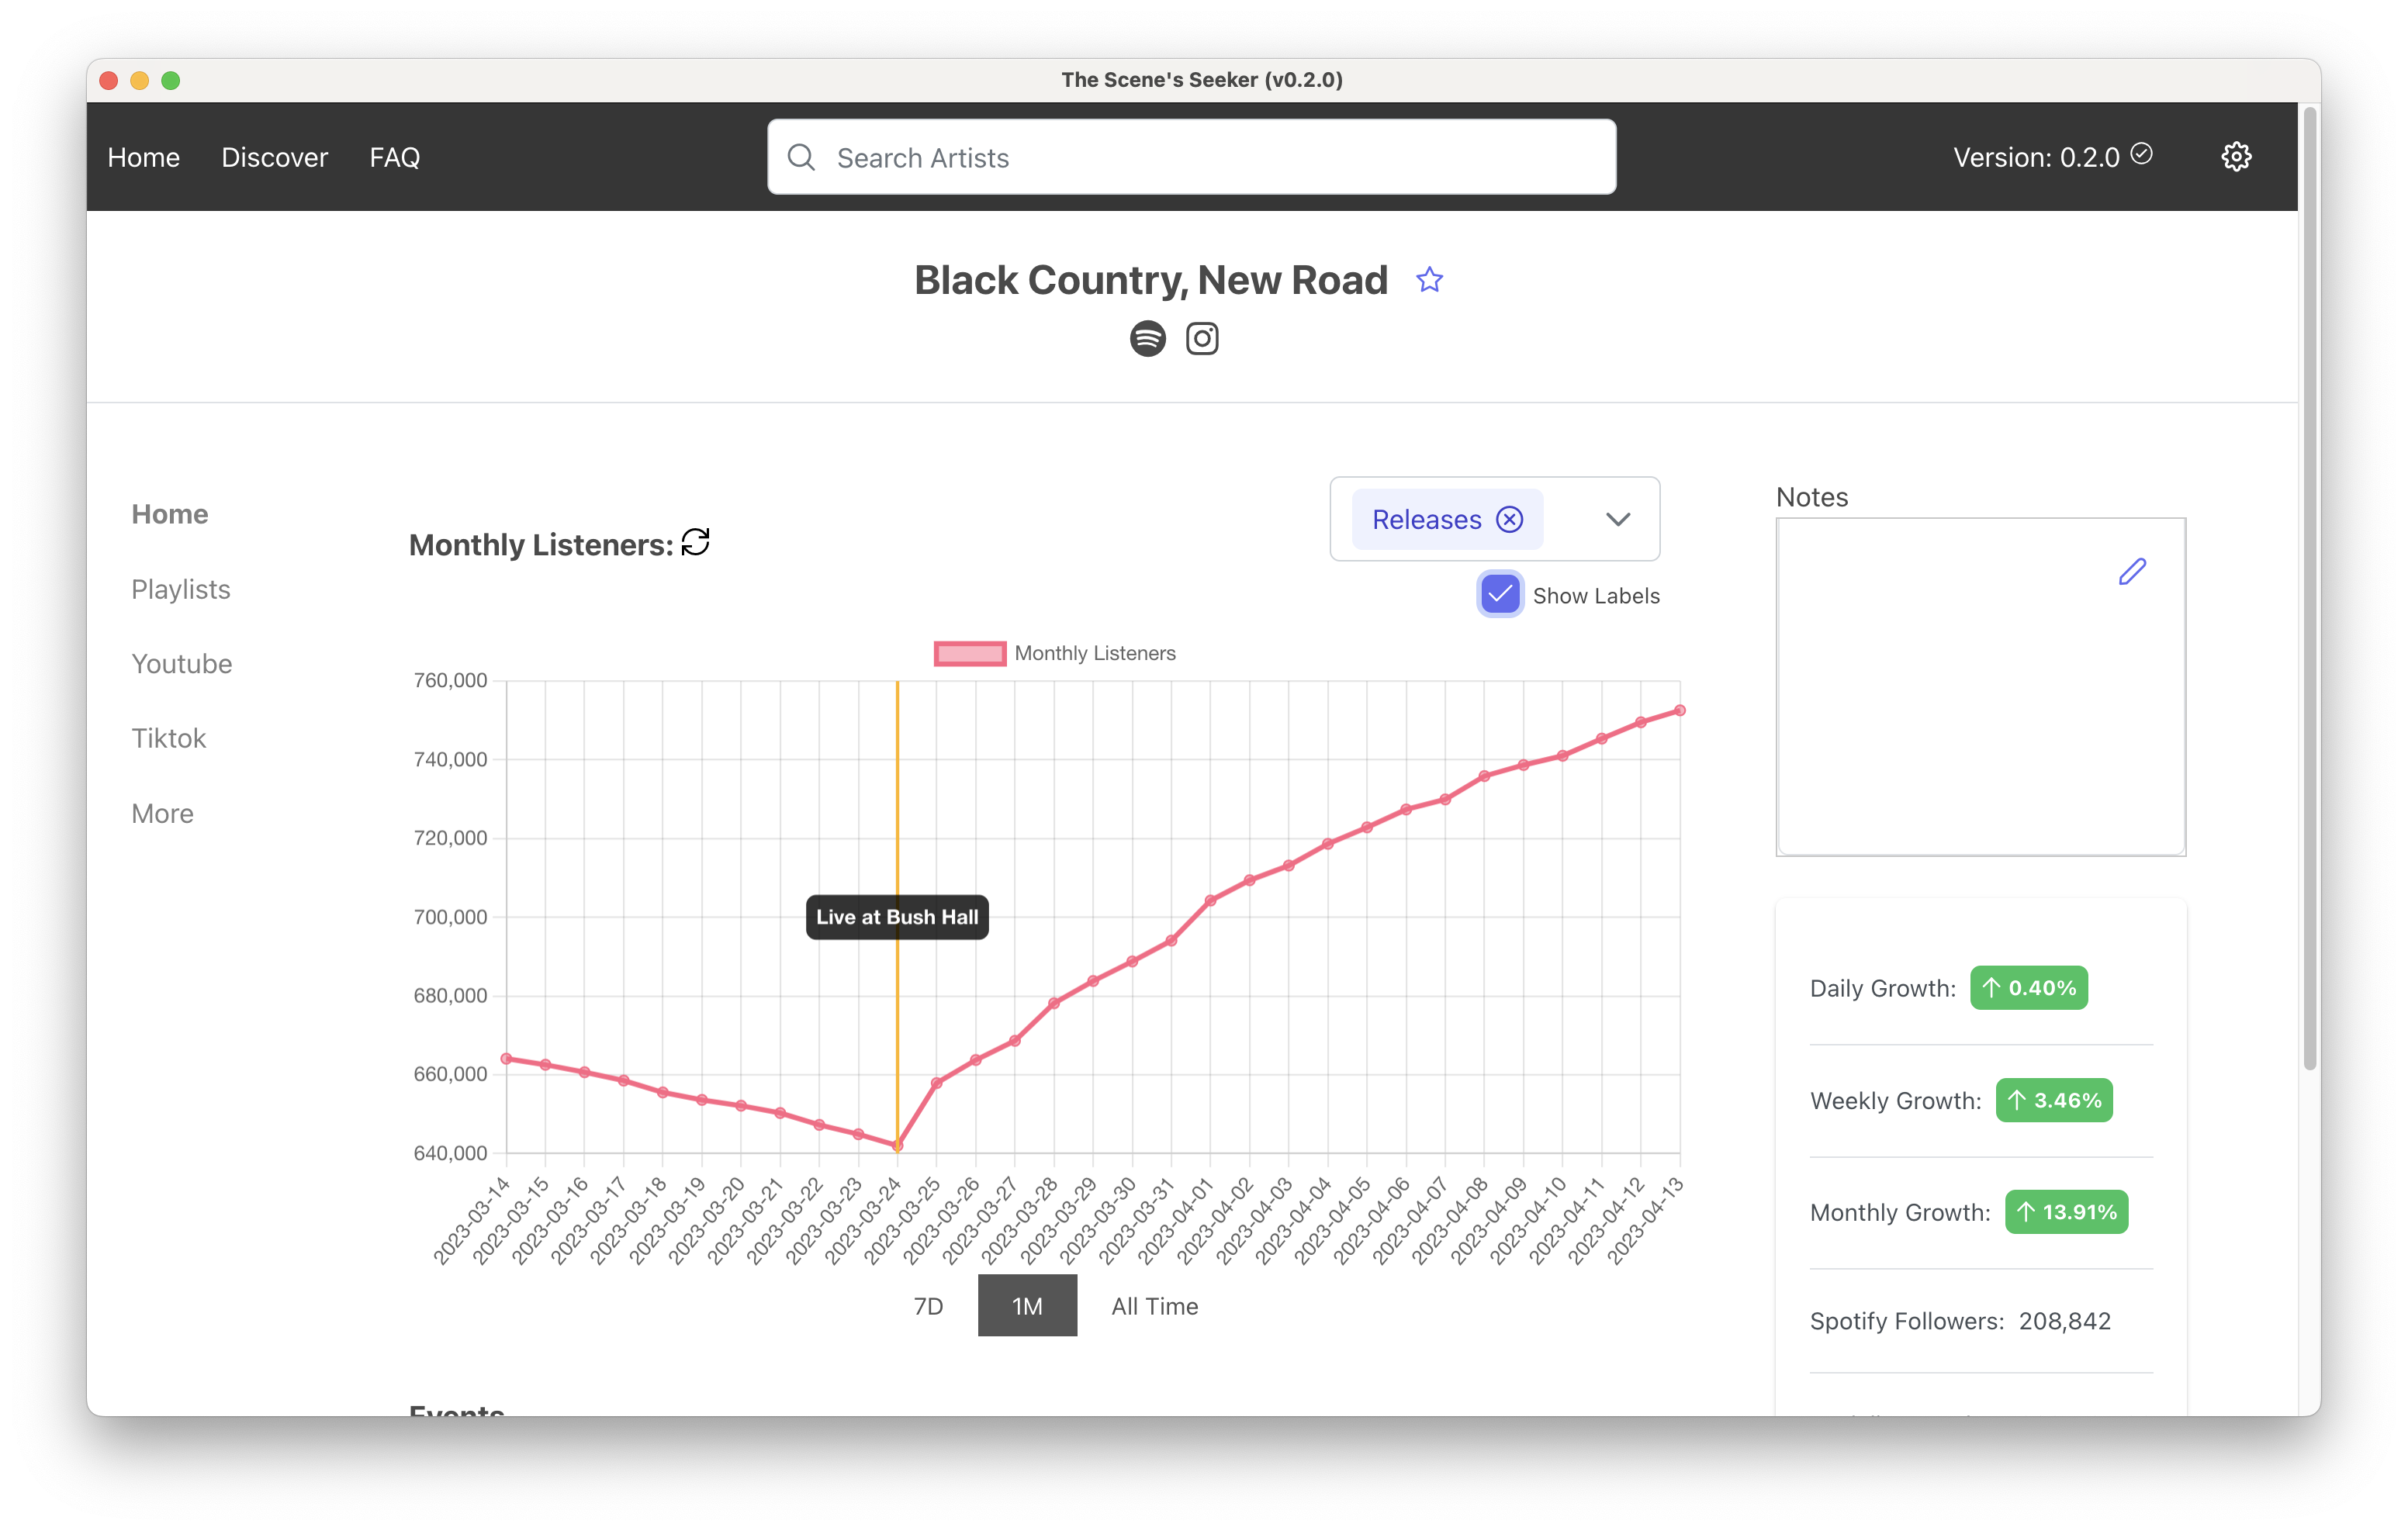 The Scene's Seeker (v0.2.0)
Home Discover FAQ
Search Artists
Version: 0.2.0
Black Country, New Road
Home
Playlists
Youtube
Tiktok
More
Monthly Listeners:
Releases
Show Labels
Monthly Listeners
760,000
740,000
720,000
700,000
680,000
660,000
640,000
Live at Bush Hall
2023-03-14
2023-03-15
2023-03-16
2023-03-17
2023-03-18
2023-03-19
2023-03-20
2023-03-21
2023-03-22
2023-03-23
2023-03-24
2023-03-25
2023-03-26
2023-03-27
2023-03-28
2023-03-29
2023-03-30
2023-03-31
2023-04-01
2023-04-02
2023-04-03
2023-04-04
2023-04-05
2023-04-06
2023-04-07
2023-04-08
2023-04-09
2023-04-10
2023-04-11
2023-04-12
2023-04-13
7D 1M All Time
Events
Notes
Daily Growth: ↑ 0.40%
Weekly Growth: ↑ 3.46%
Monthly Growth: ↑ 13.91%
Spotify Followers: 208,842